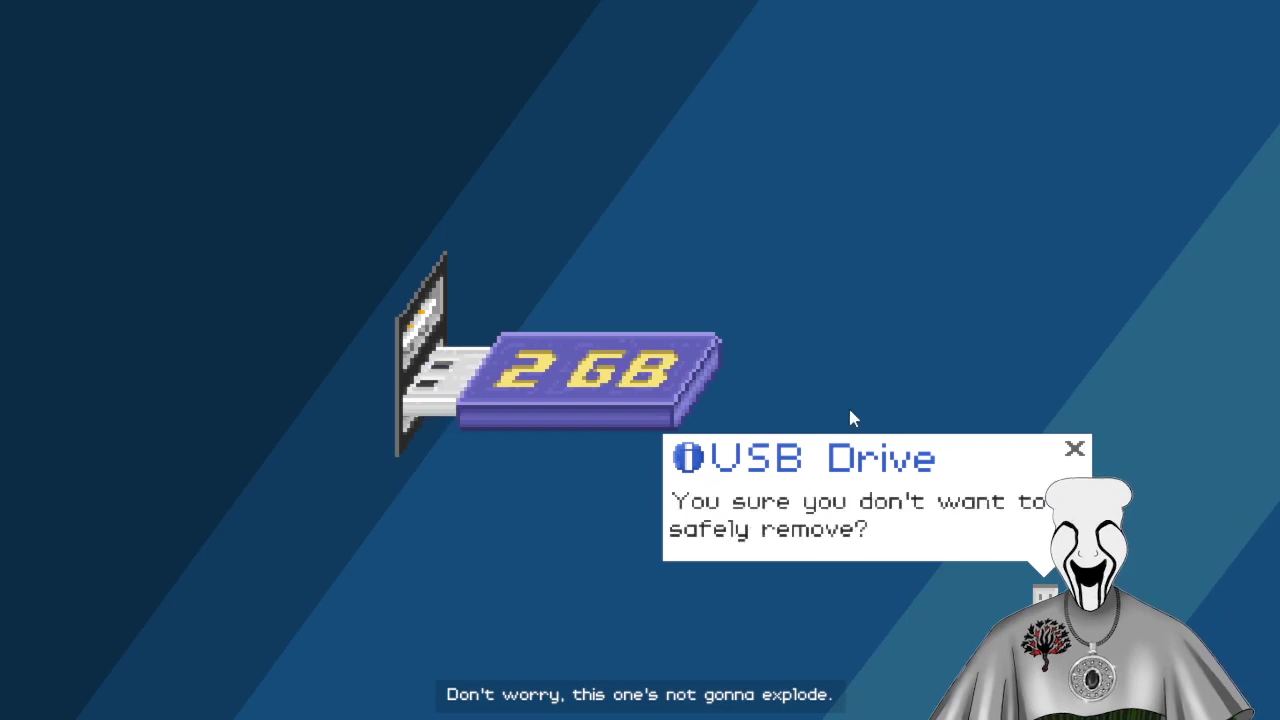 2 GB
USB Drive
You sure you don't want to
safely remove?
Don't worry, this one's not gonna explode.